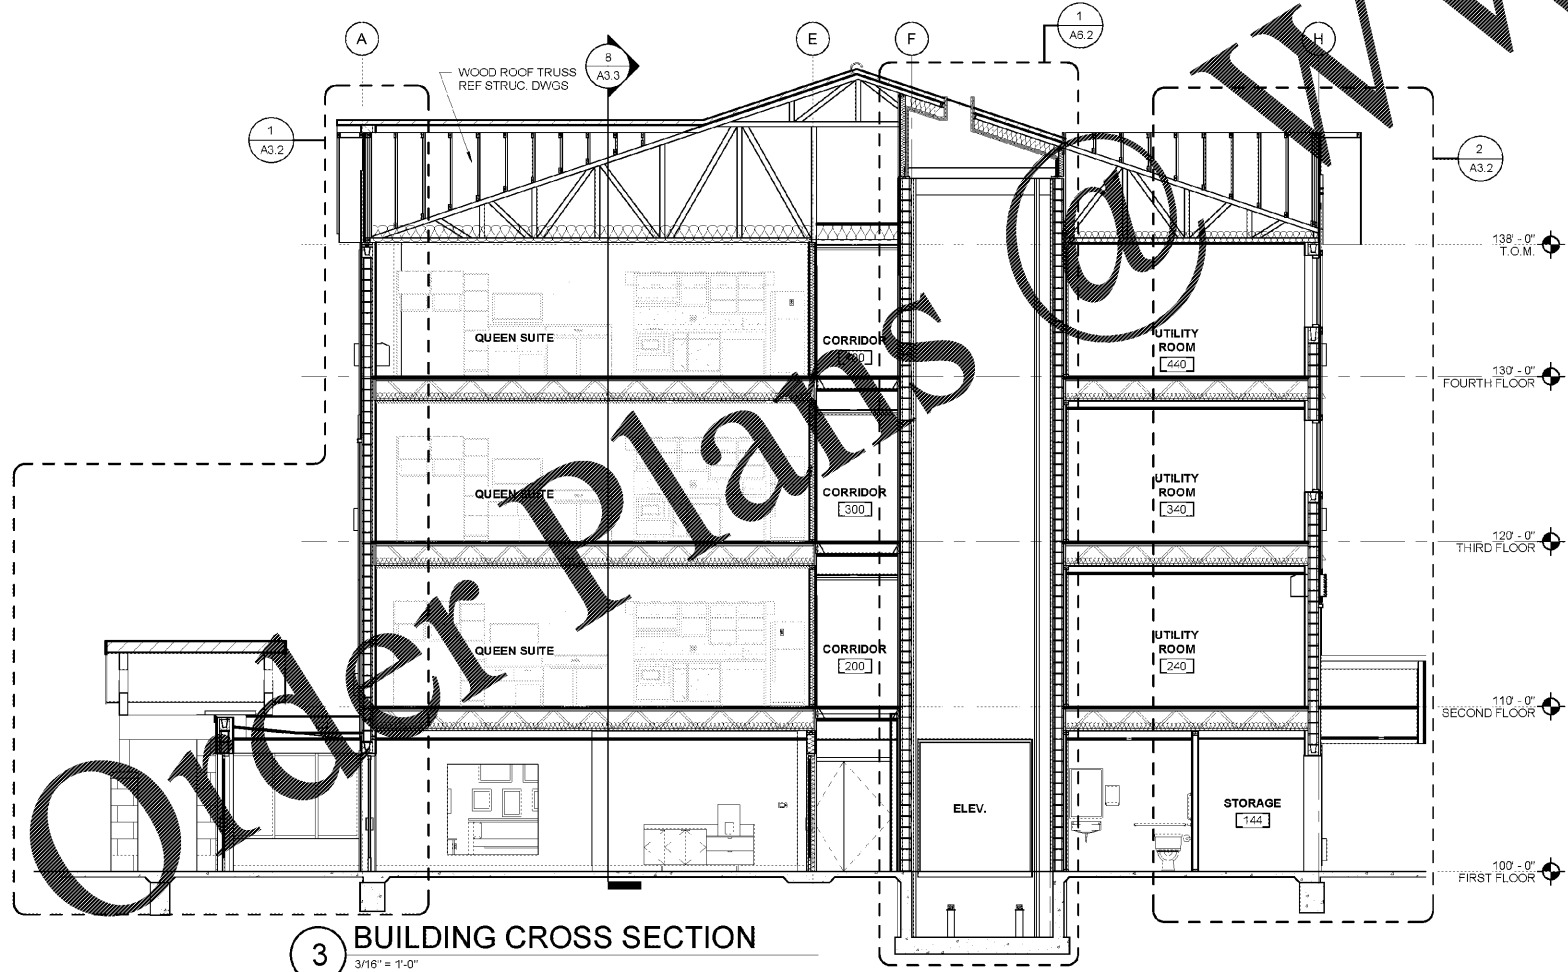 A
E
F
H
1
A6.2
8
A3.3
WOOD ROOF TRUSS
REF STRUC. DWGS
1
A3.2
2
A3.2
138' - 0"
T.O.M.
QUEEN SUITE
CORRIDOR
UTILITY
ROOM
440
130' - 0"
FOURTH FLOOR
QUEEN SUITE
CORRIDOR
300
UTILITY
ROOM
340
120' - 0"
THIRD FLOOR
QUEEN SUITE
CORRIDOR
200
UTILITY
ROOM
240
110' - 0"
SECOND FLOOR
ELEV.
STORAGE
144
100' - 0"
FIRST FLOOR
3
BUILDING CROSS SECTION
3/16" = 1'-0"
Order Plans @